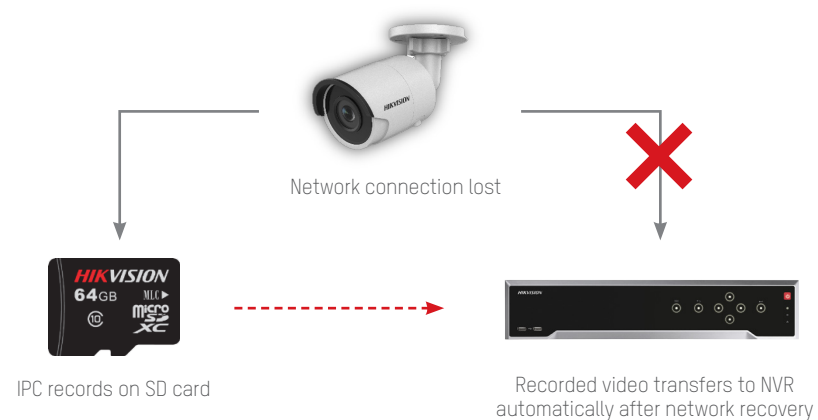 HIKVISION
Network connection lost
HIKVISION
64GB
MLC
10
micro
SD
XC
HIKVISION
IPC records on SD card
Recorded video transfers to NVR
automatically after network recovery